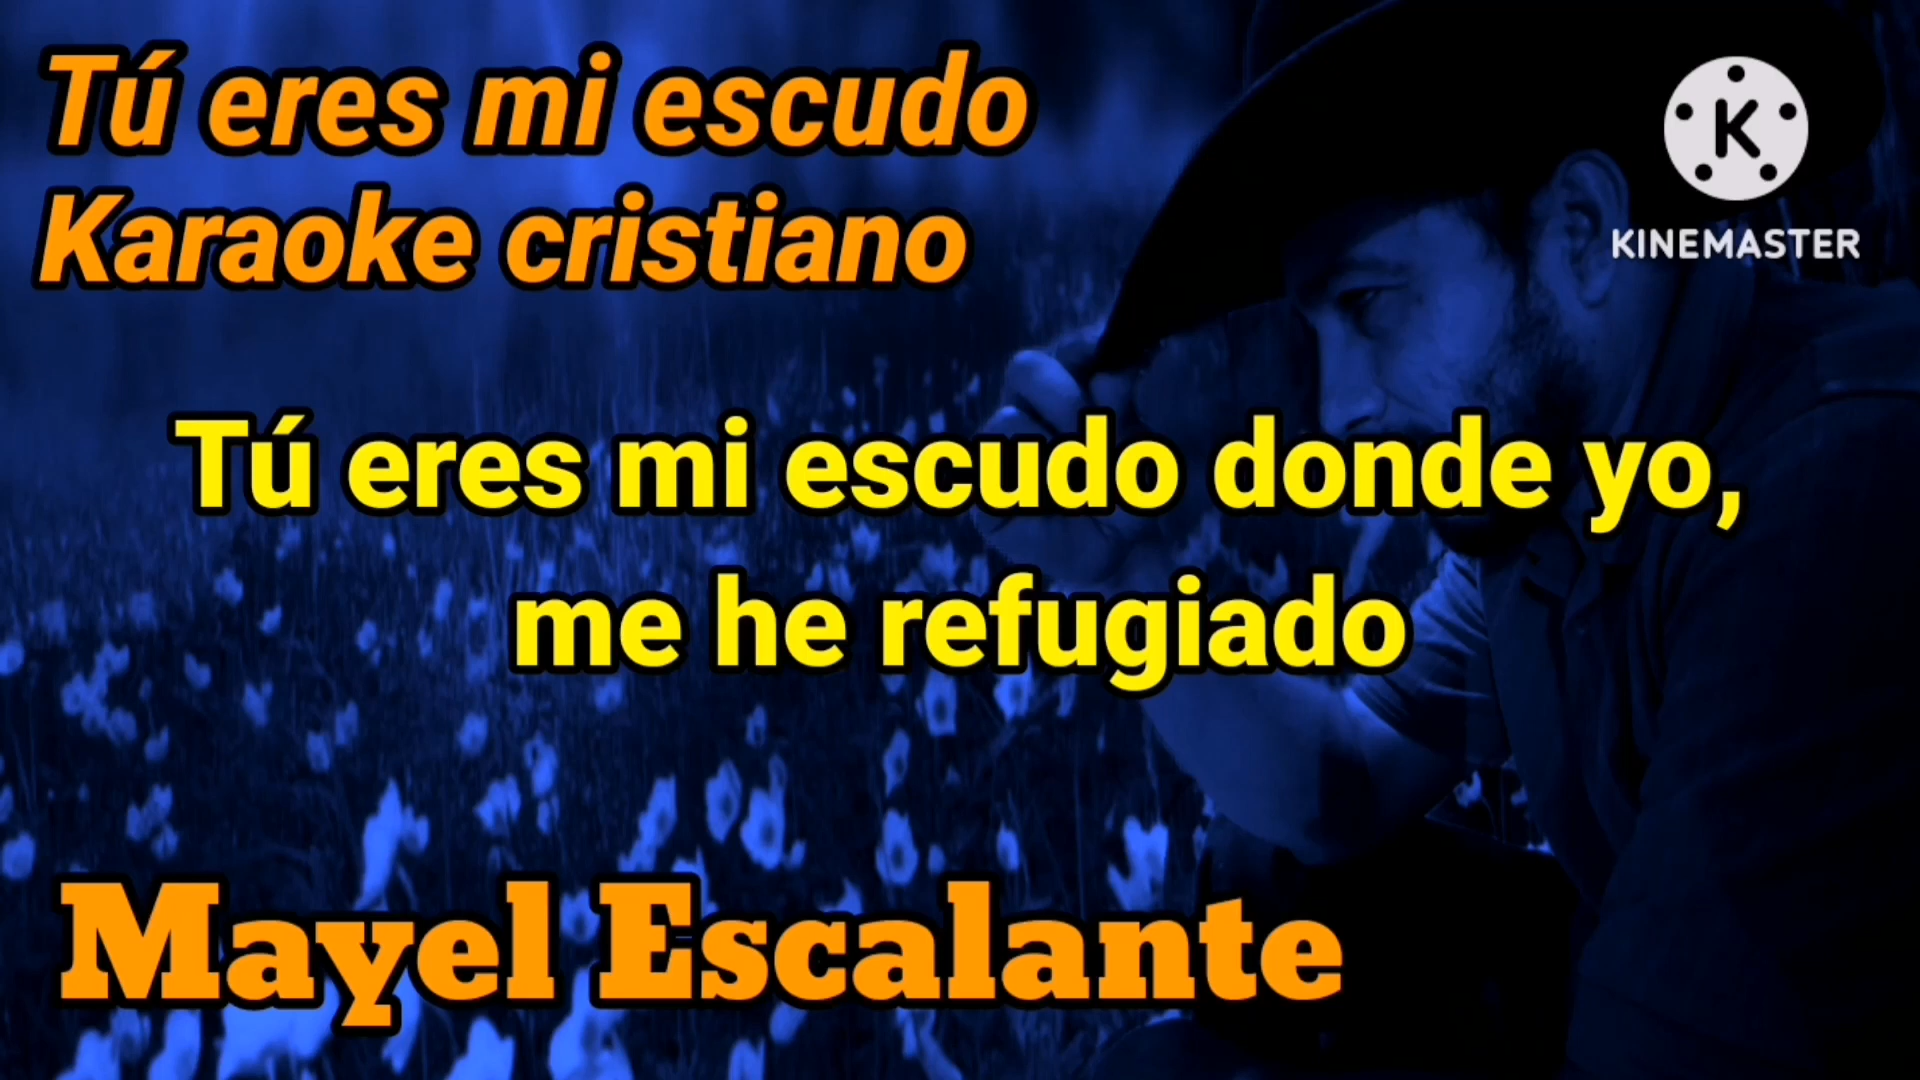 Tú eres mi escudo
Karaoke cristiano
K
KINEMASTER
Tú eres mi escudo donde yo,
me he refugiado
Mayel Escalante